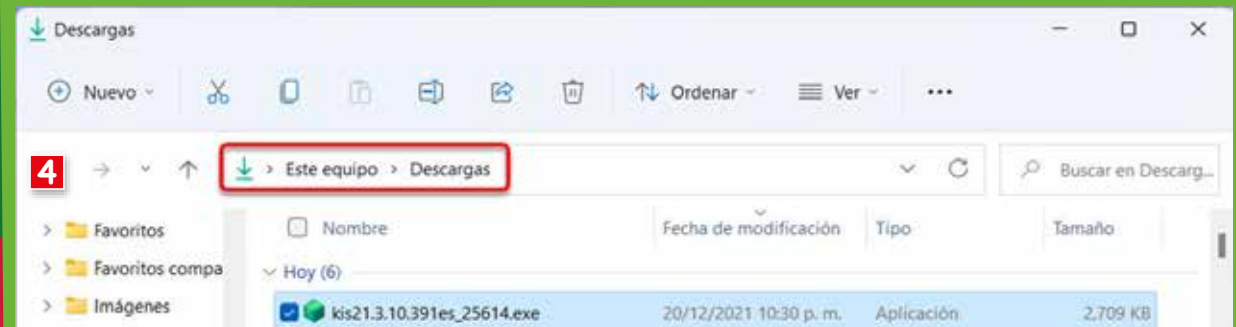 Descargas
Nuevo Ordenar Ver ...
4 > Este equipo > Descargas Buscar en Descarg...
Favoritos Nombre Fecha de modificación Tipo Tamaño
Favoritos compa Hoy (6)
Imágenes kis21.3.10.391es_25614.exe 20/12/2021 10:30 p. m. Aplicación 2,709 KB